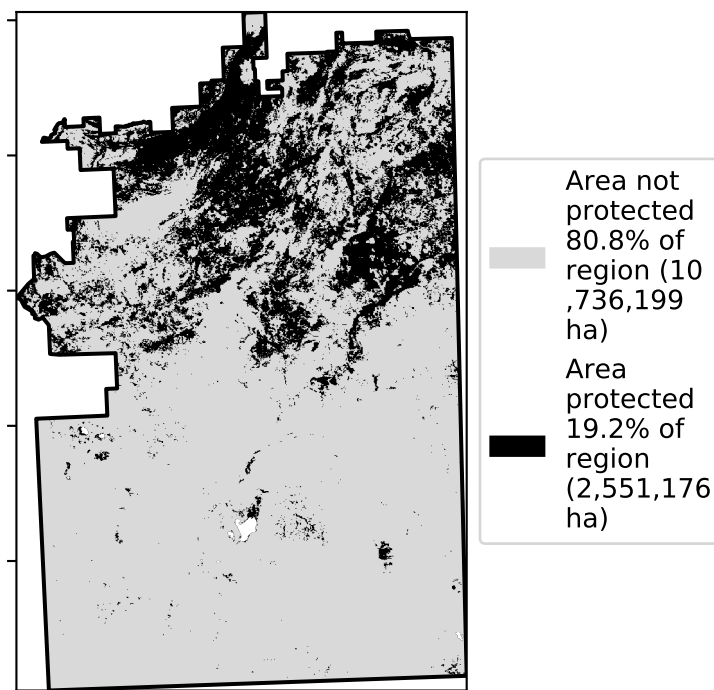 Area not
protected
80.8% of
region (10
,736,199
ha)
Area
protected
19.2% of
region
(2,551,176
ha)